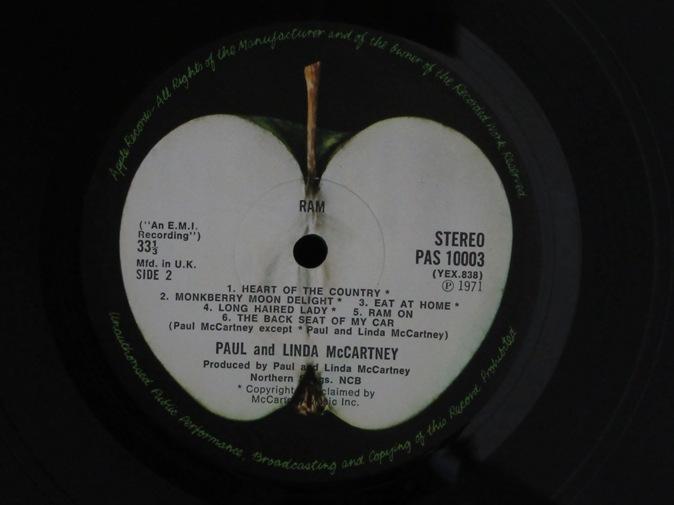 Apple Records-All Rights of the Manufacturer and of the Owner of the Recorded Work Reserved
RAM
("An E.M.I.
Recording")
33⅓
Mfd. in U.K.
SIDE 2
STEREO
PAS 10003
(YEX.838)
Ⓟ 1971
1. HEART OF THE COUNTRY *
2. MONKBERRY MOON DELIGHT * 3. EAT AT HOME *
4. LONG HAIRED LADY * 5. RAM ON
6. THE BACK SEAT OF MY CAR
(Paul McCartney except * Paul and Linda McCartney)
PAUL and LINDA McCARTNEY
Produced by Paul and Linda McCartney
Northern NCB
* Copyright by
Inc.
Unauthorised Public Performance, Broadcasting and Copying of this Record Prohibited